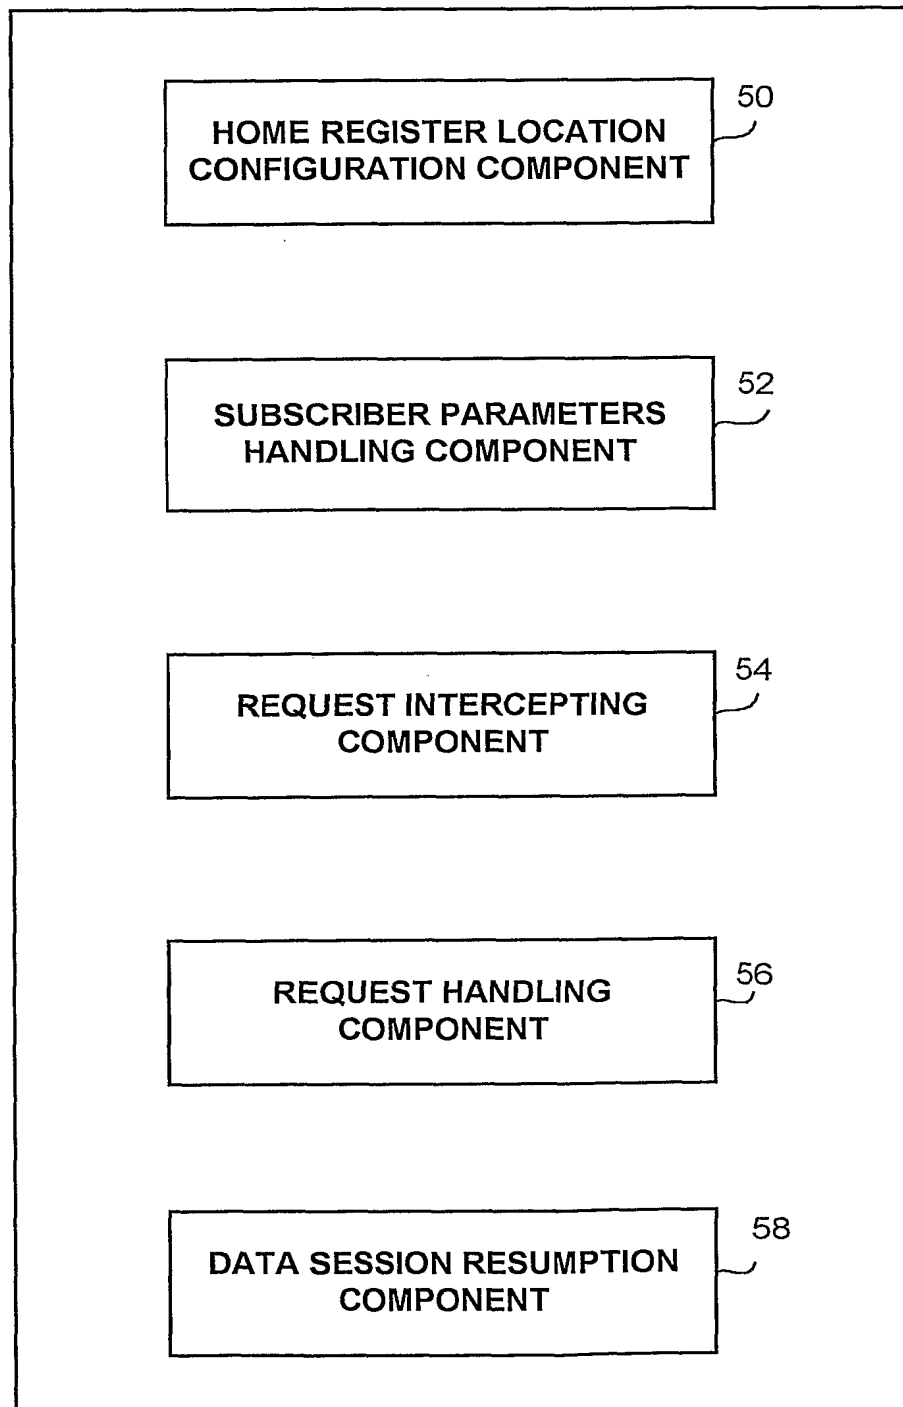 50
HOME REGISTER LOCATION
CONFIGURATION COMPONENT
52
SUBSCRIBER PARAMETERS
HANDLING COMPONENT
54
REQUEST INTERCEPTING
COMPONENT
56
REQUEST HANDLING
COMPONENT
58
DATA SESSION RESUMPTION
COMPONENT